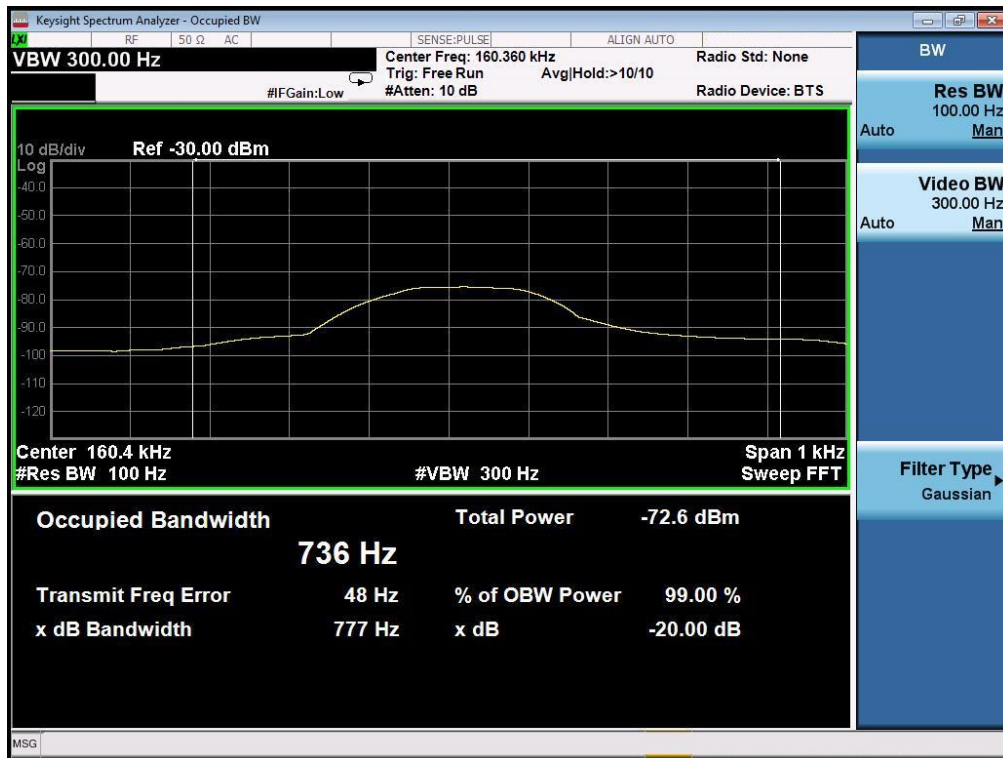 Keysight Spectrum Analyzer - Occupied BW
LXI
RF 50 Ω AC SENSE:PULSE ALIGN AUTO
VBW 300.00 Hz
Center Freq: 160.360 kHz
Radio Std: None
Trig: Free Run Avg|Hold:>10/10
#IFGain:Low
#Atten: 10 dB
Radio Device: BTS
10 dB/div Ref -30.00 dBm
Log
-40.0
-50.0
-60.0
-70.0
-80.0
-90.0
-100
-110
-120
Center 160.4 kHz Span 1 kHz
#Res BW 100 Hz #VBW 300 Hz Sweep FFT
Occupied Bandwidth Total Power -72.6 dBm
736 Hz
Transmit Freq Error 48 Hz % of OBW Power 99.00 %
x dB Bandwidth 777 Hz x dB -20.00 dB
MSG
BW
Res BW
100.00 Hz
Auto Man
Video BW
300.00 Hz
Auto Man
Filter Type
Gaussian